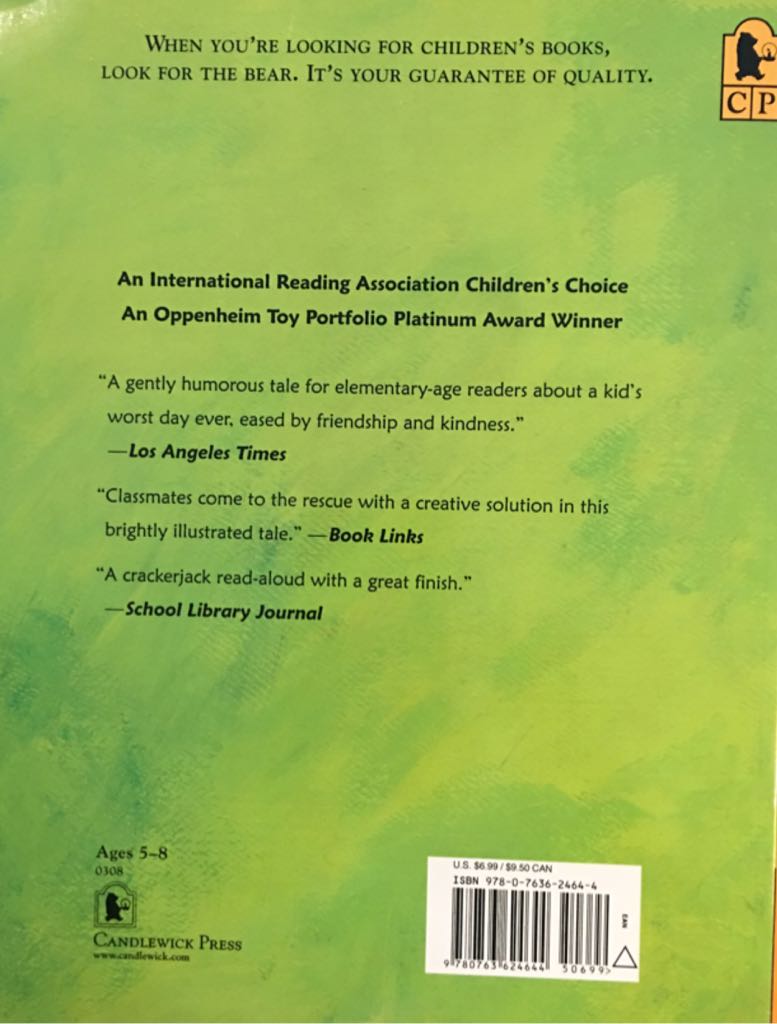 WHEN YOU'RE LOOKING FOR CHILDREN'S BOOKS,
LOOK FOR THE BEAR. IT'S YOUR GUARANTEE OF QUALITY.
C P
An International Reading Association Children's Choice
An Oppenheim Toy Portfolio Platinum Award Winner
“A gently humorous tale for elementary-age readers about a kid's
worst day ever, eased by friendship and kindness.”
—Los Angeles Times
“Classmates come to the rescue with a creative solution in this
brightly illustrated tale.” —Book Links
“A crackerjack read-aloud with a great finish.”
—School Library Journal
Ages 5–8
0308
CANDLEWICK PRESS
www.candlewick.com
U.S. $6.99 / $9.50 CAN
ISBN 978-0-7636-2464-4
EAN
9 780763 624644
50699>